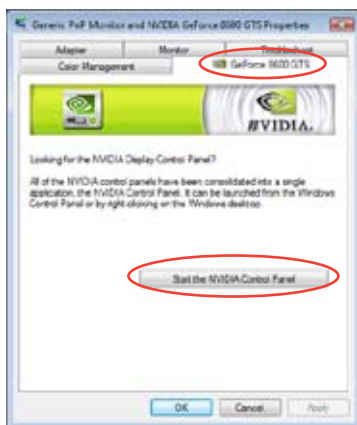 Generic PnP Monitor and NVIDIA GeForce 8600 GTS Properties
Adapter Monitor Troubleshoot
Color Management GeForce 8600 GTS
NVIDIA.
Looking for the NVIDIA Display Control Panel?
All of the NVIDIA control panels have been consolidated into a single
application, the NVIDIA Control Panel. It can be launched from the Windows
Control Panel or by right clicking on the Windows desktop.
Start the NVIDIA Control Panel
OK Cancel Apply